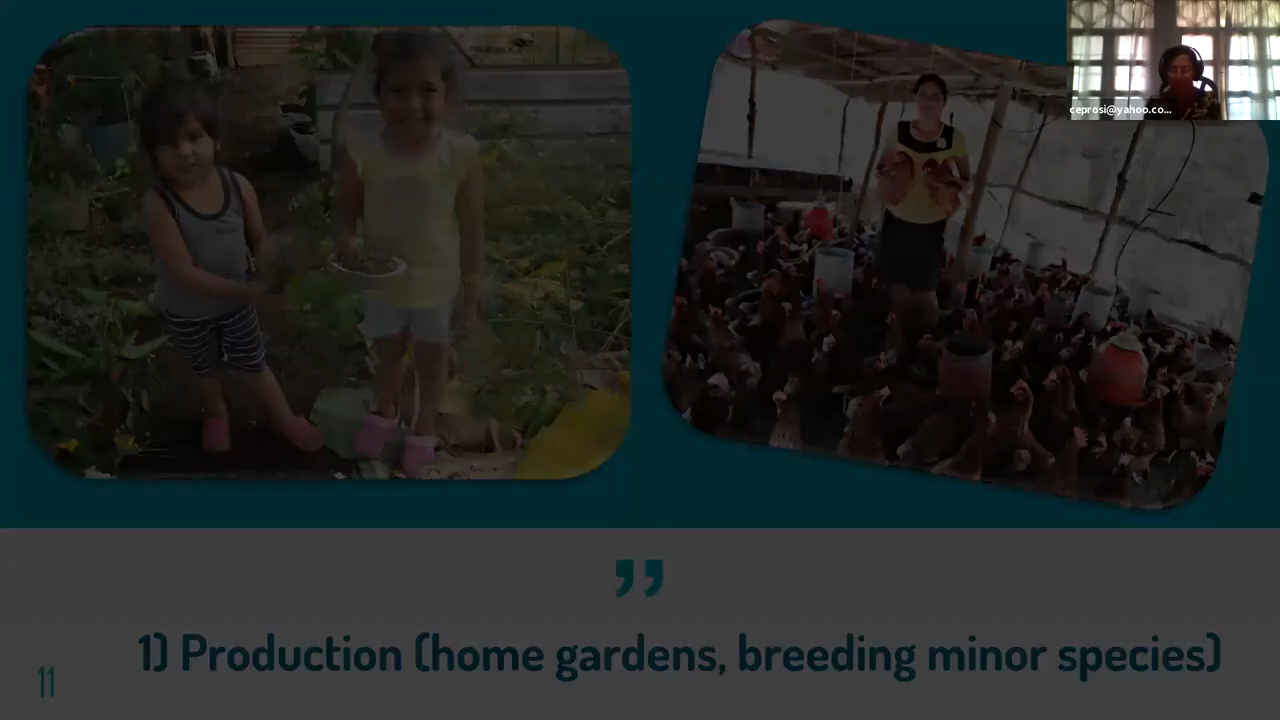 ceprosi@yahoo.co...
”
1) Production (home gardens, breeding minor species)
11